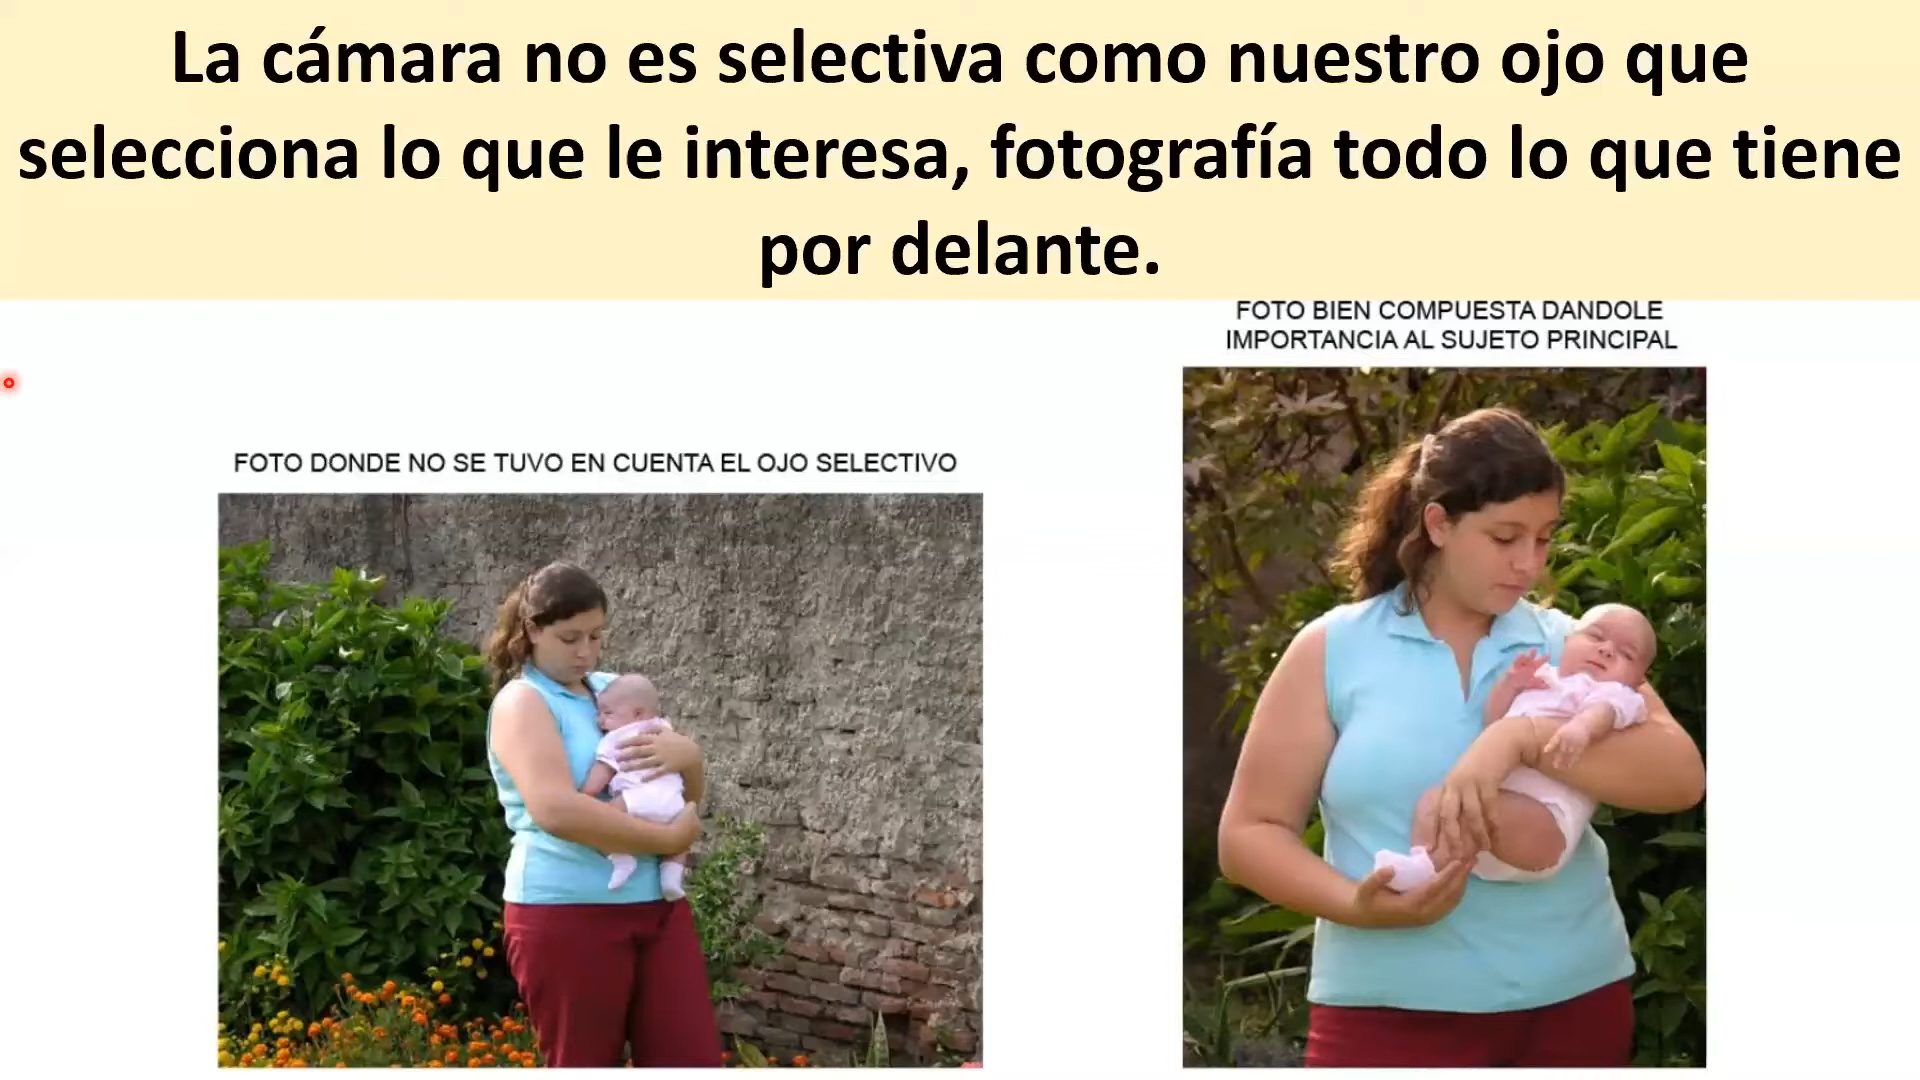 La cámara no es selectiva como nuestro ojo que
selecciona lo que le interesa, fotografía todo lo que tiene
por delante.
FOTO DONDE NO SE TUVO EN CUENTA EL OJO SELECTIVO
FOTO BIEN COMPUESTA DANDOLE
IMPORTANCIA AL SUJETO PRINCIPAL